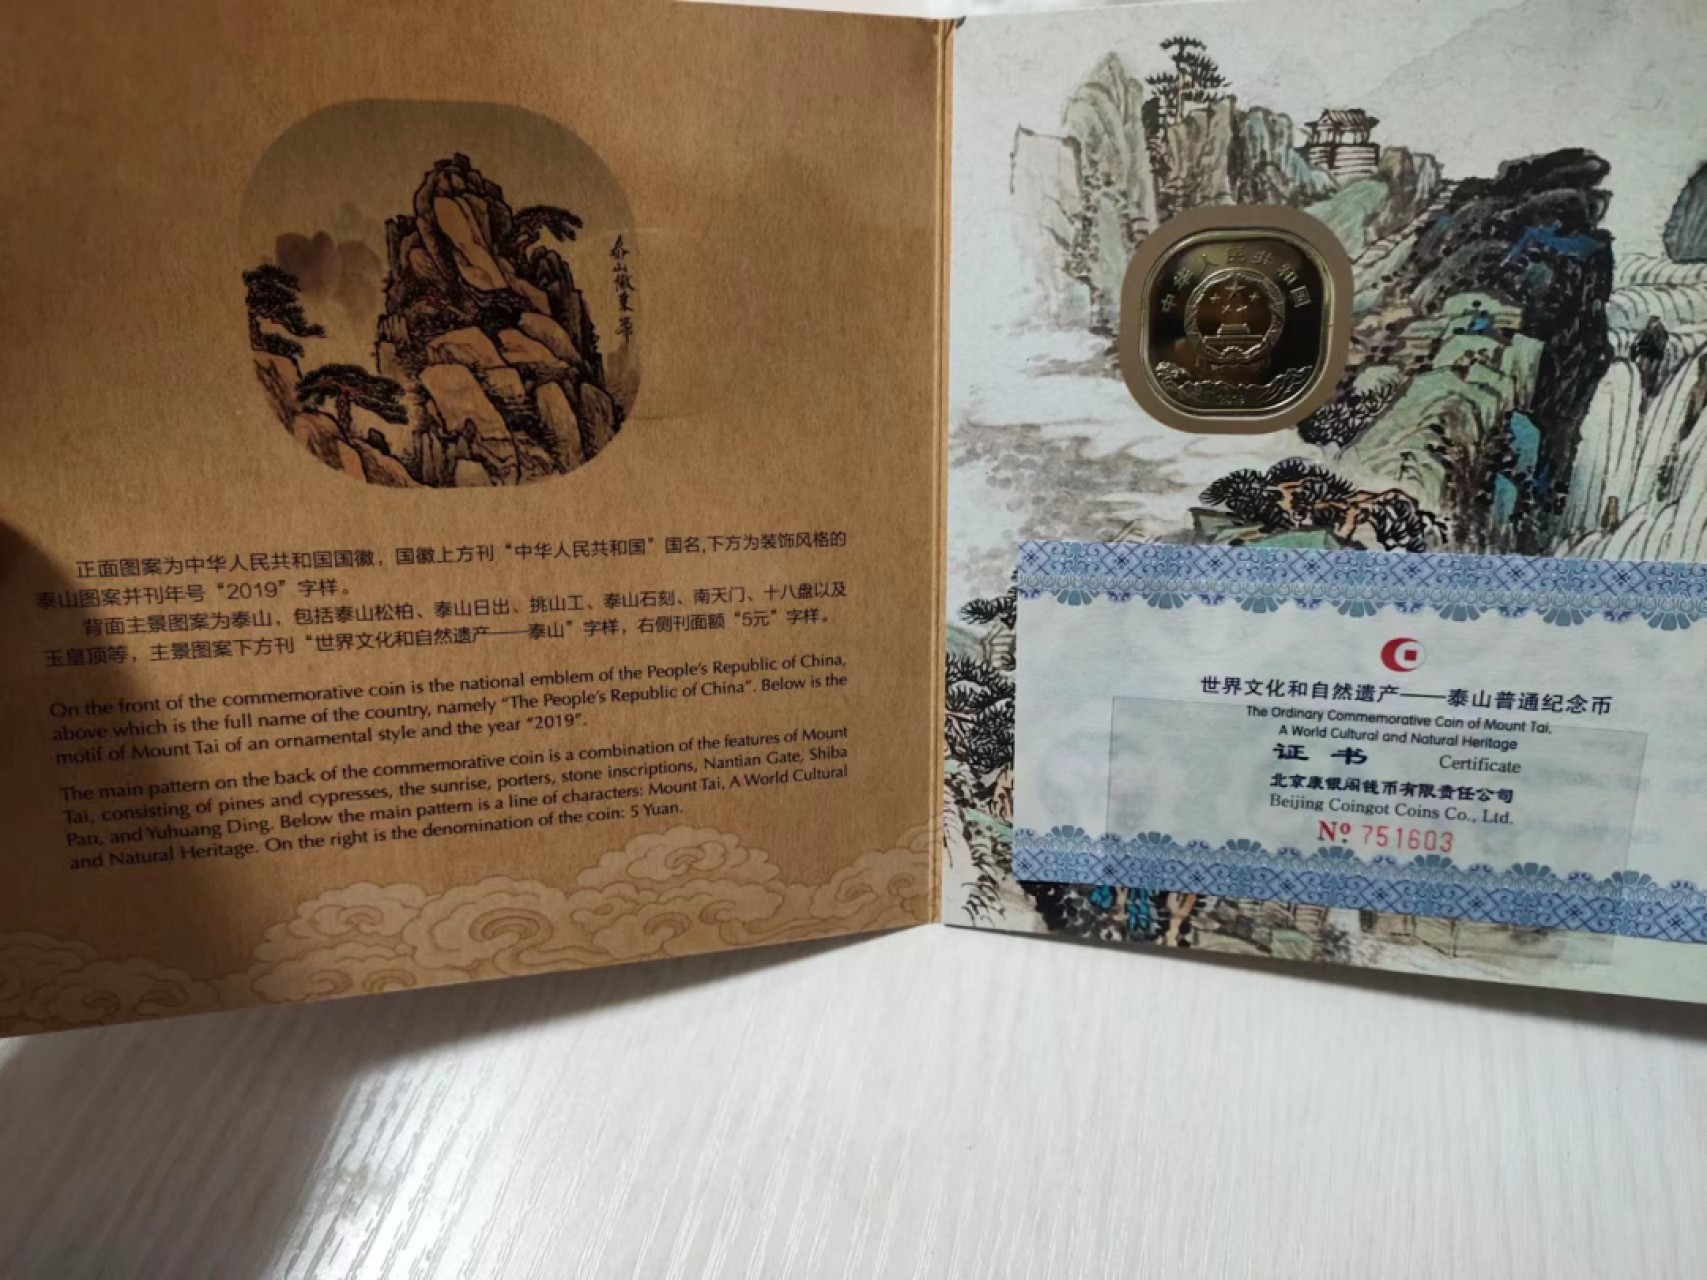 泰山微来峰
正面图案为中华人民共和国国徽，国徽上方刊“中华人民共和国”国名,下方为装饰风格的
泰山图案并刊年号“2019”字样。
背面主景图案为泰山，包括泰山松柏、泰山日出、挑山工、泰山石刻、南天门、十八盘以及
玉皇顶等，主景图案下方刊“世界文化和自然遗产——泰山”字样，右侧刊面额“5元”字样。
On the front of the commemorative coin is the national emblem of the People's Republic of China,
above which is the full name of the country, namely "The People's Republic of China". Below is the
motif of Mount Tai of an ornamental style and the year "2019".
The main pattern on the back of the commemorative coin is a combination of the features of Mount
Tai, consisting of pines and cypresses, the sunrise, porters, stone inscriptions, Nantian Gate, Shiba
Pan, and Yuhuang Ding. Below the main pattern is a line of characters: Mount Tai, A World Cultural
and Natural Heritage. On the right is the denomination of the coin: 5 Yuan.
中华人民共和国
2019
世界文化和自然遗产——泰山普通纪念币
The Ordinary Commemorative Coin of Mount Tai,
A World Cultural and Natural Heritage
证书 Certificate
北京康银阁钱币有限责任公司
Beijing Coingot Coins Co., Ltd.
Nº 751603